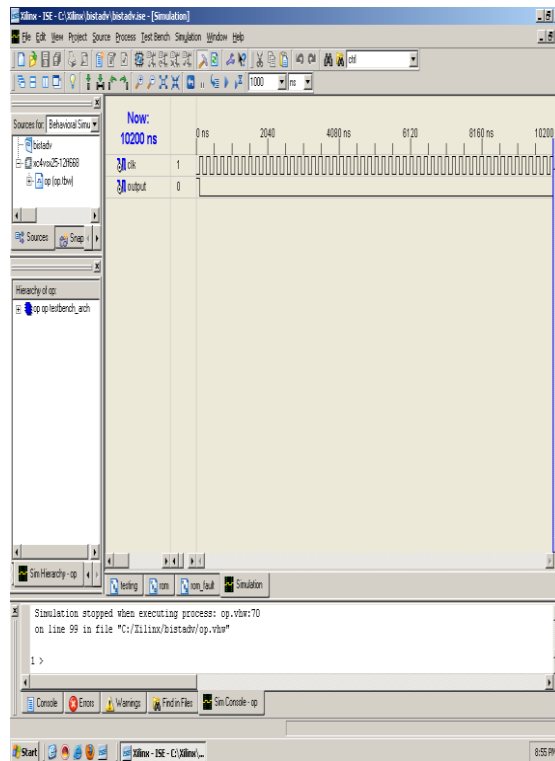 Xilinx - ISE - C:\Xilinx\bistadv\bistadv.ise - [Simulation]
File Edit View Project Source Process Test Bench Simulation Window Help
ctrl
1000 ns
Sources for: Behavioral Simu
bistadv
xc4vsx25-12ff668
op (op.tbw)
Sources Snap
Hierarchy of op:
op op testbench_arch
Sim Hierarchy - op
Now:
10200 ns
0 ns 2040 4080 ns 6120 8160 ns 10200
clk 1
output 0
testing rom rom_fault Simulation
Simulation stopped when executing process: op.vhw:70
on line 99 in file "C:/Xilinx/bistadv/op.vhw"
1 >
Console Errors Warnings Find in Files Sim Console - op
Start Xilinx - ISE - C:\Xilinx\... 8:55 PM